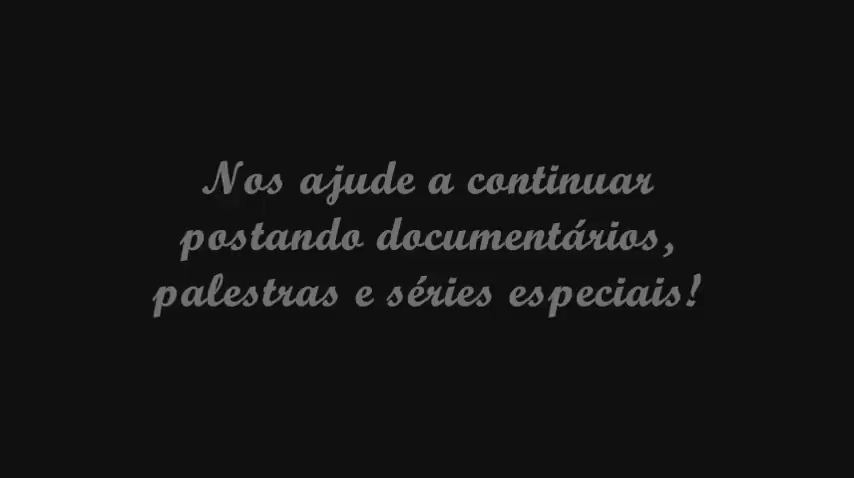 Nos ajude a continuar
postando documentários,
palestras e séries especiais!